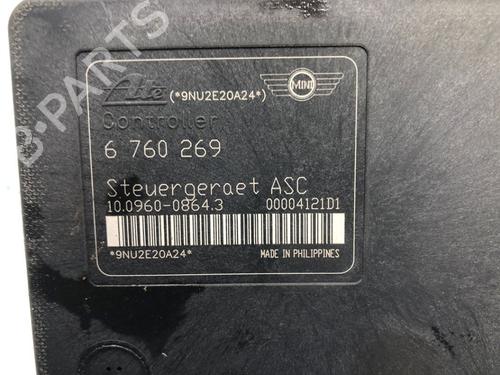 Ate (*9NU2E20A24*) MINI
Controller
6 760 269
Steuergeraet ASC
10.0960-0864.3 00004121D1
*9NU2E20A24* MADE IN PHILIPPINES
B-PARTS